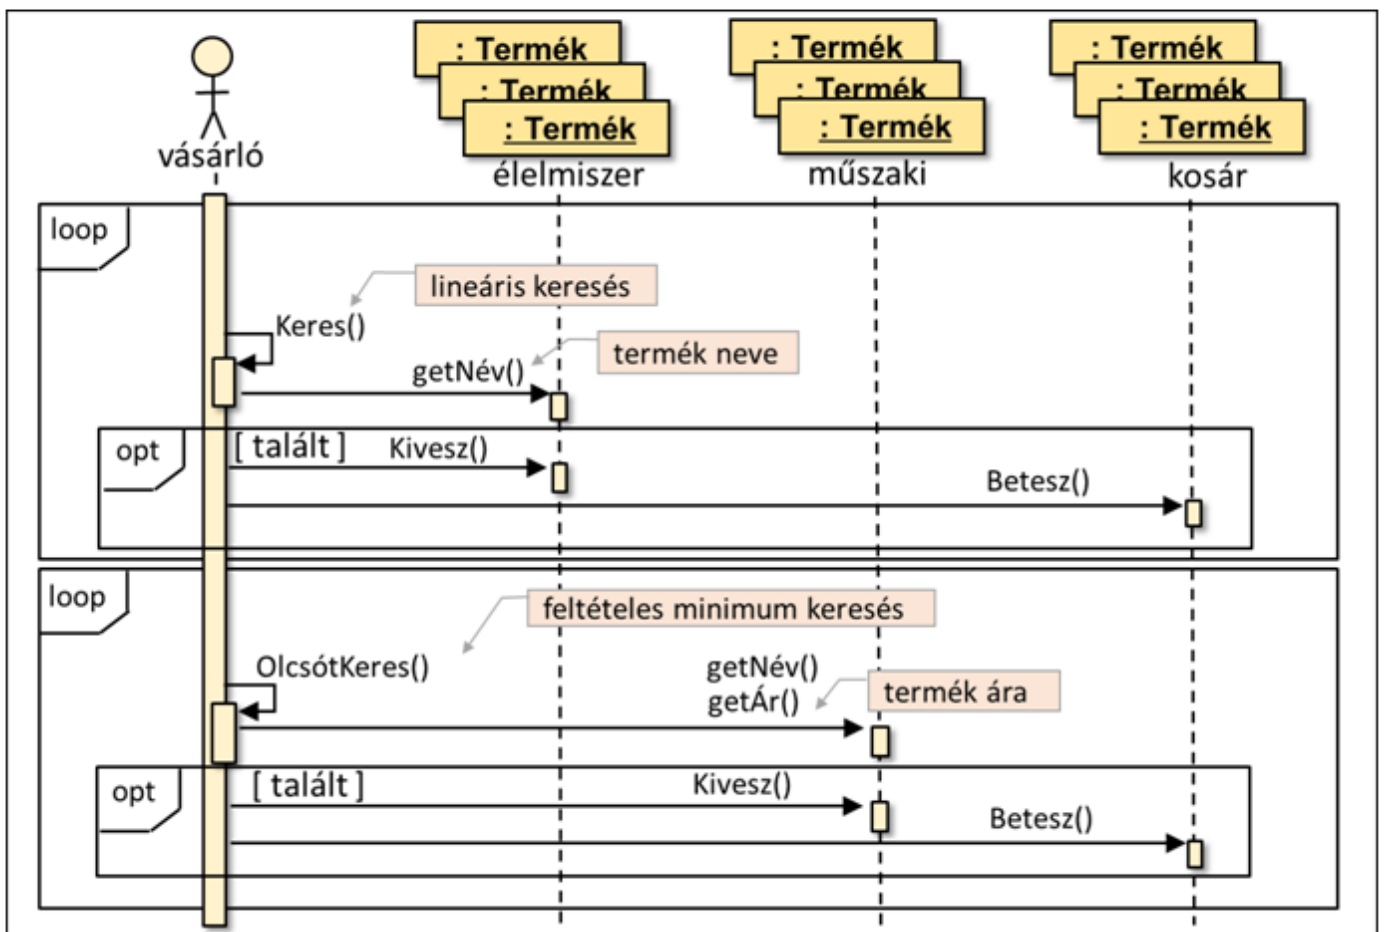 : Termék
: Termék
: Termék
: Termék
: Termék
: Termék
: Termék
: Termék
: Termék
vásárló
élelmiszer
műszaki
kosár
loop
lineáris keresés
Keres()
termék neve
getNév()
opt
[ talált ]
Kivesz()
Betesz()
loop
feltételes minimum keresés
OlcsótKeres()
getNév()
getÁr()
termék ára
opt
[ talált ]
Kivesz()
Betesz()